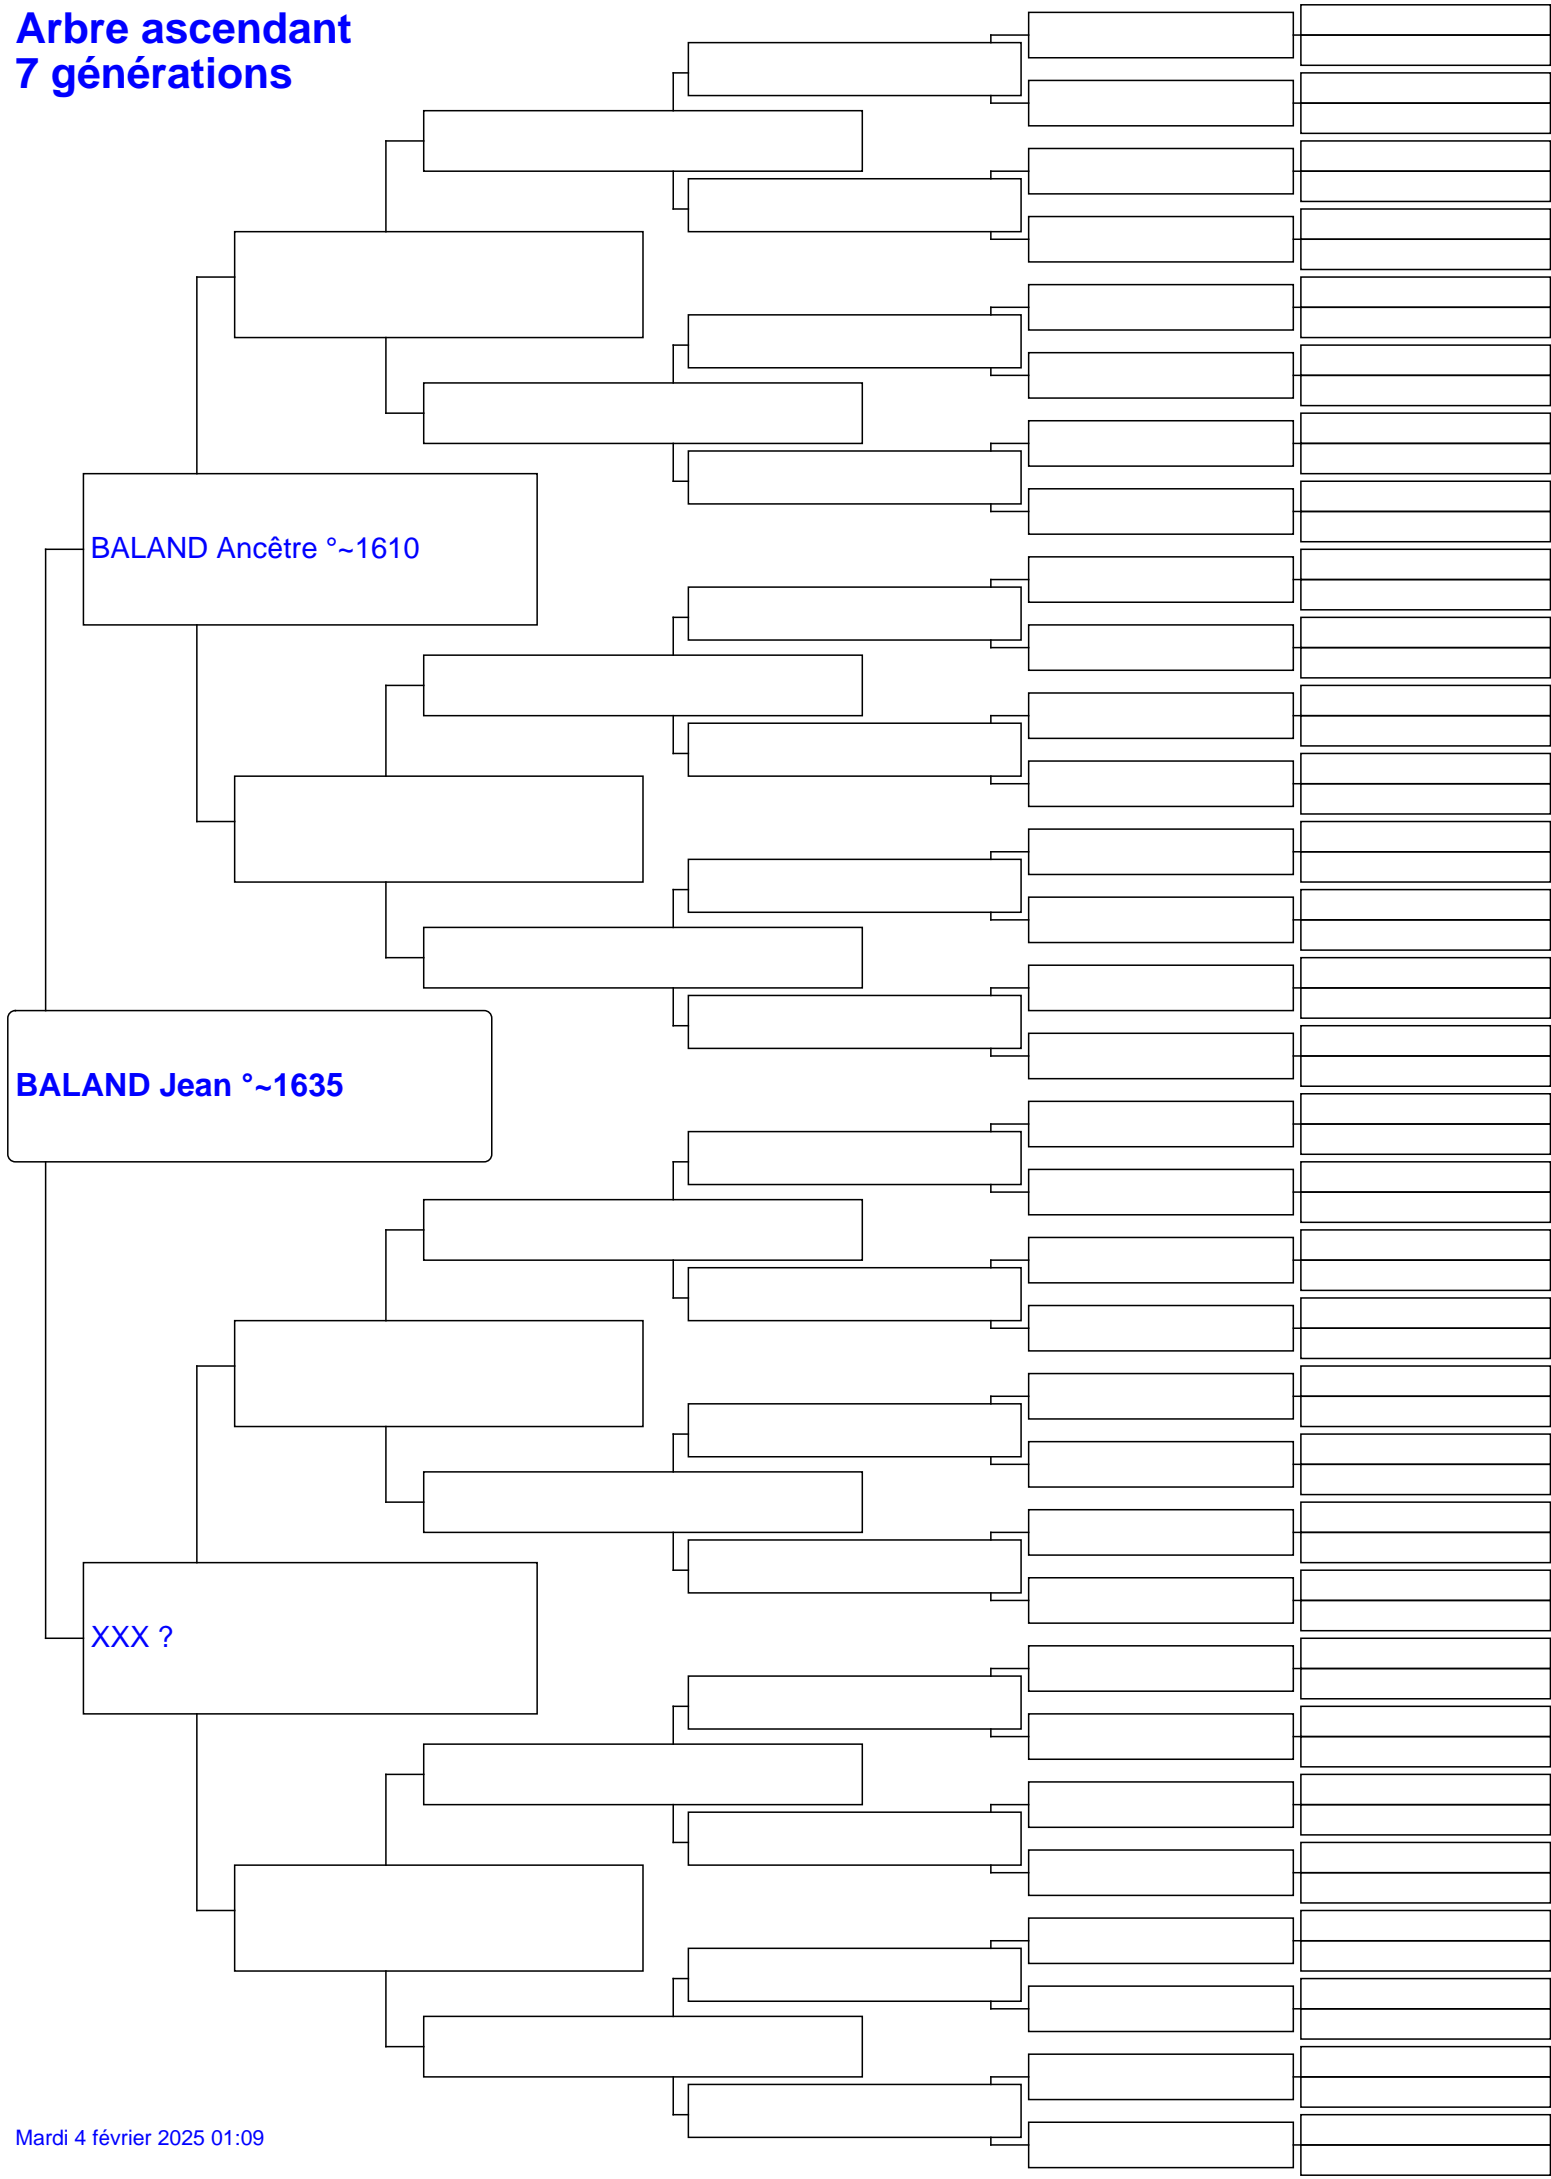 Arbre ascendant
7 générations
BALAND Ancêtre °~1610
BALAND Jean °~1635
XXX ?
Mardi 4 février 2025 01:09